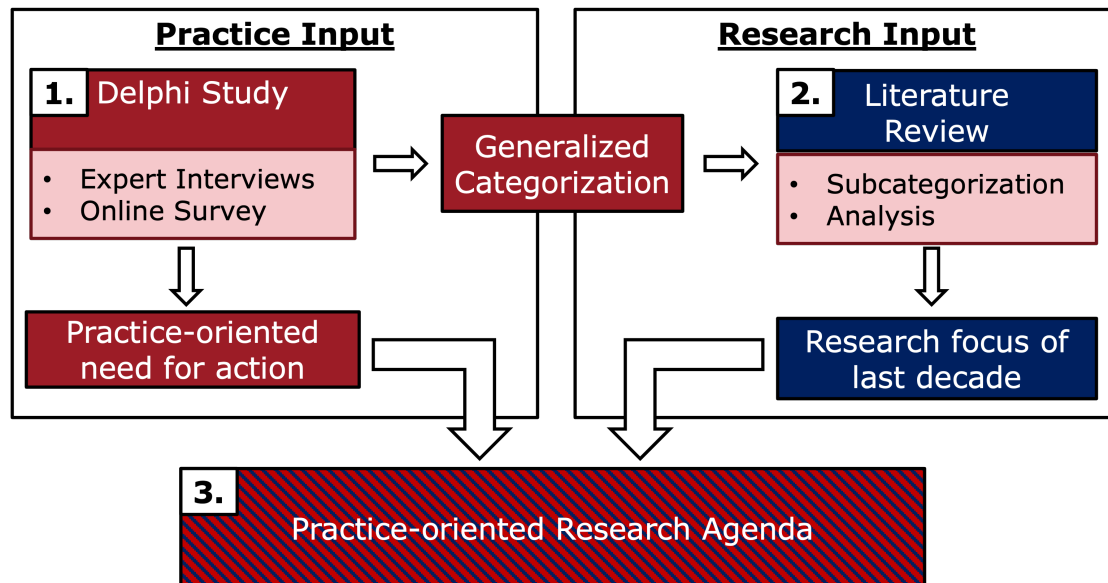 Practice Input
1. Delphi Study
• Expert Interviews
• Online Survey
Practice-oriented
need for action
Generalized
Categorization
Research Input
2. Literature
Review
• Subcategorization
• Analysis
Research focus of
last decade
3.
Practice-oriented Research Agenda